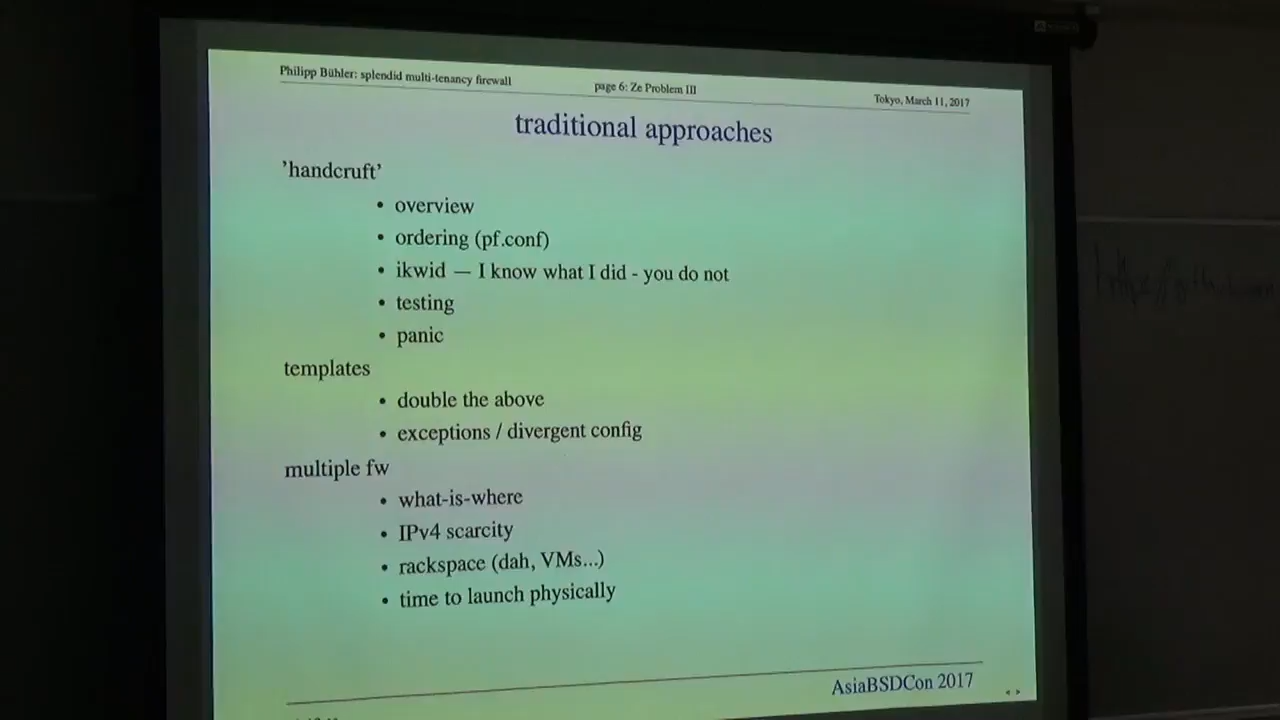 Philipp Bühler: splendid multi-tenancy firewall
page 6: Ze Problem III
Tokyo, March 11, 2017
traditional approaches
'handcruft'
• overview
• ordering (pf.conf)
• ikwid — I know what I did - you do not
• testing
• panic
templates
• double the above
• exceptions / divergent config
multiple fw
• what-is-where
• IPv4 scarcity
• rackspace (dah, VMs...)
• time to launch physically
AsiaBSDCon 2017